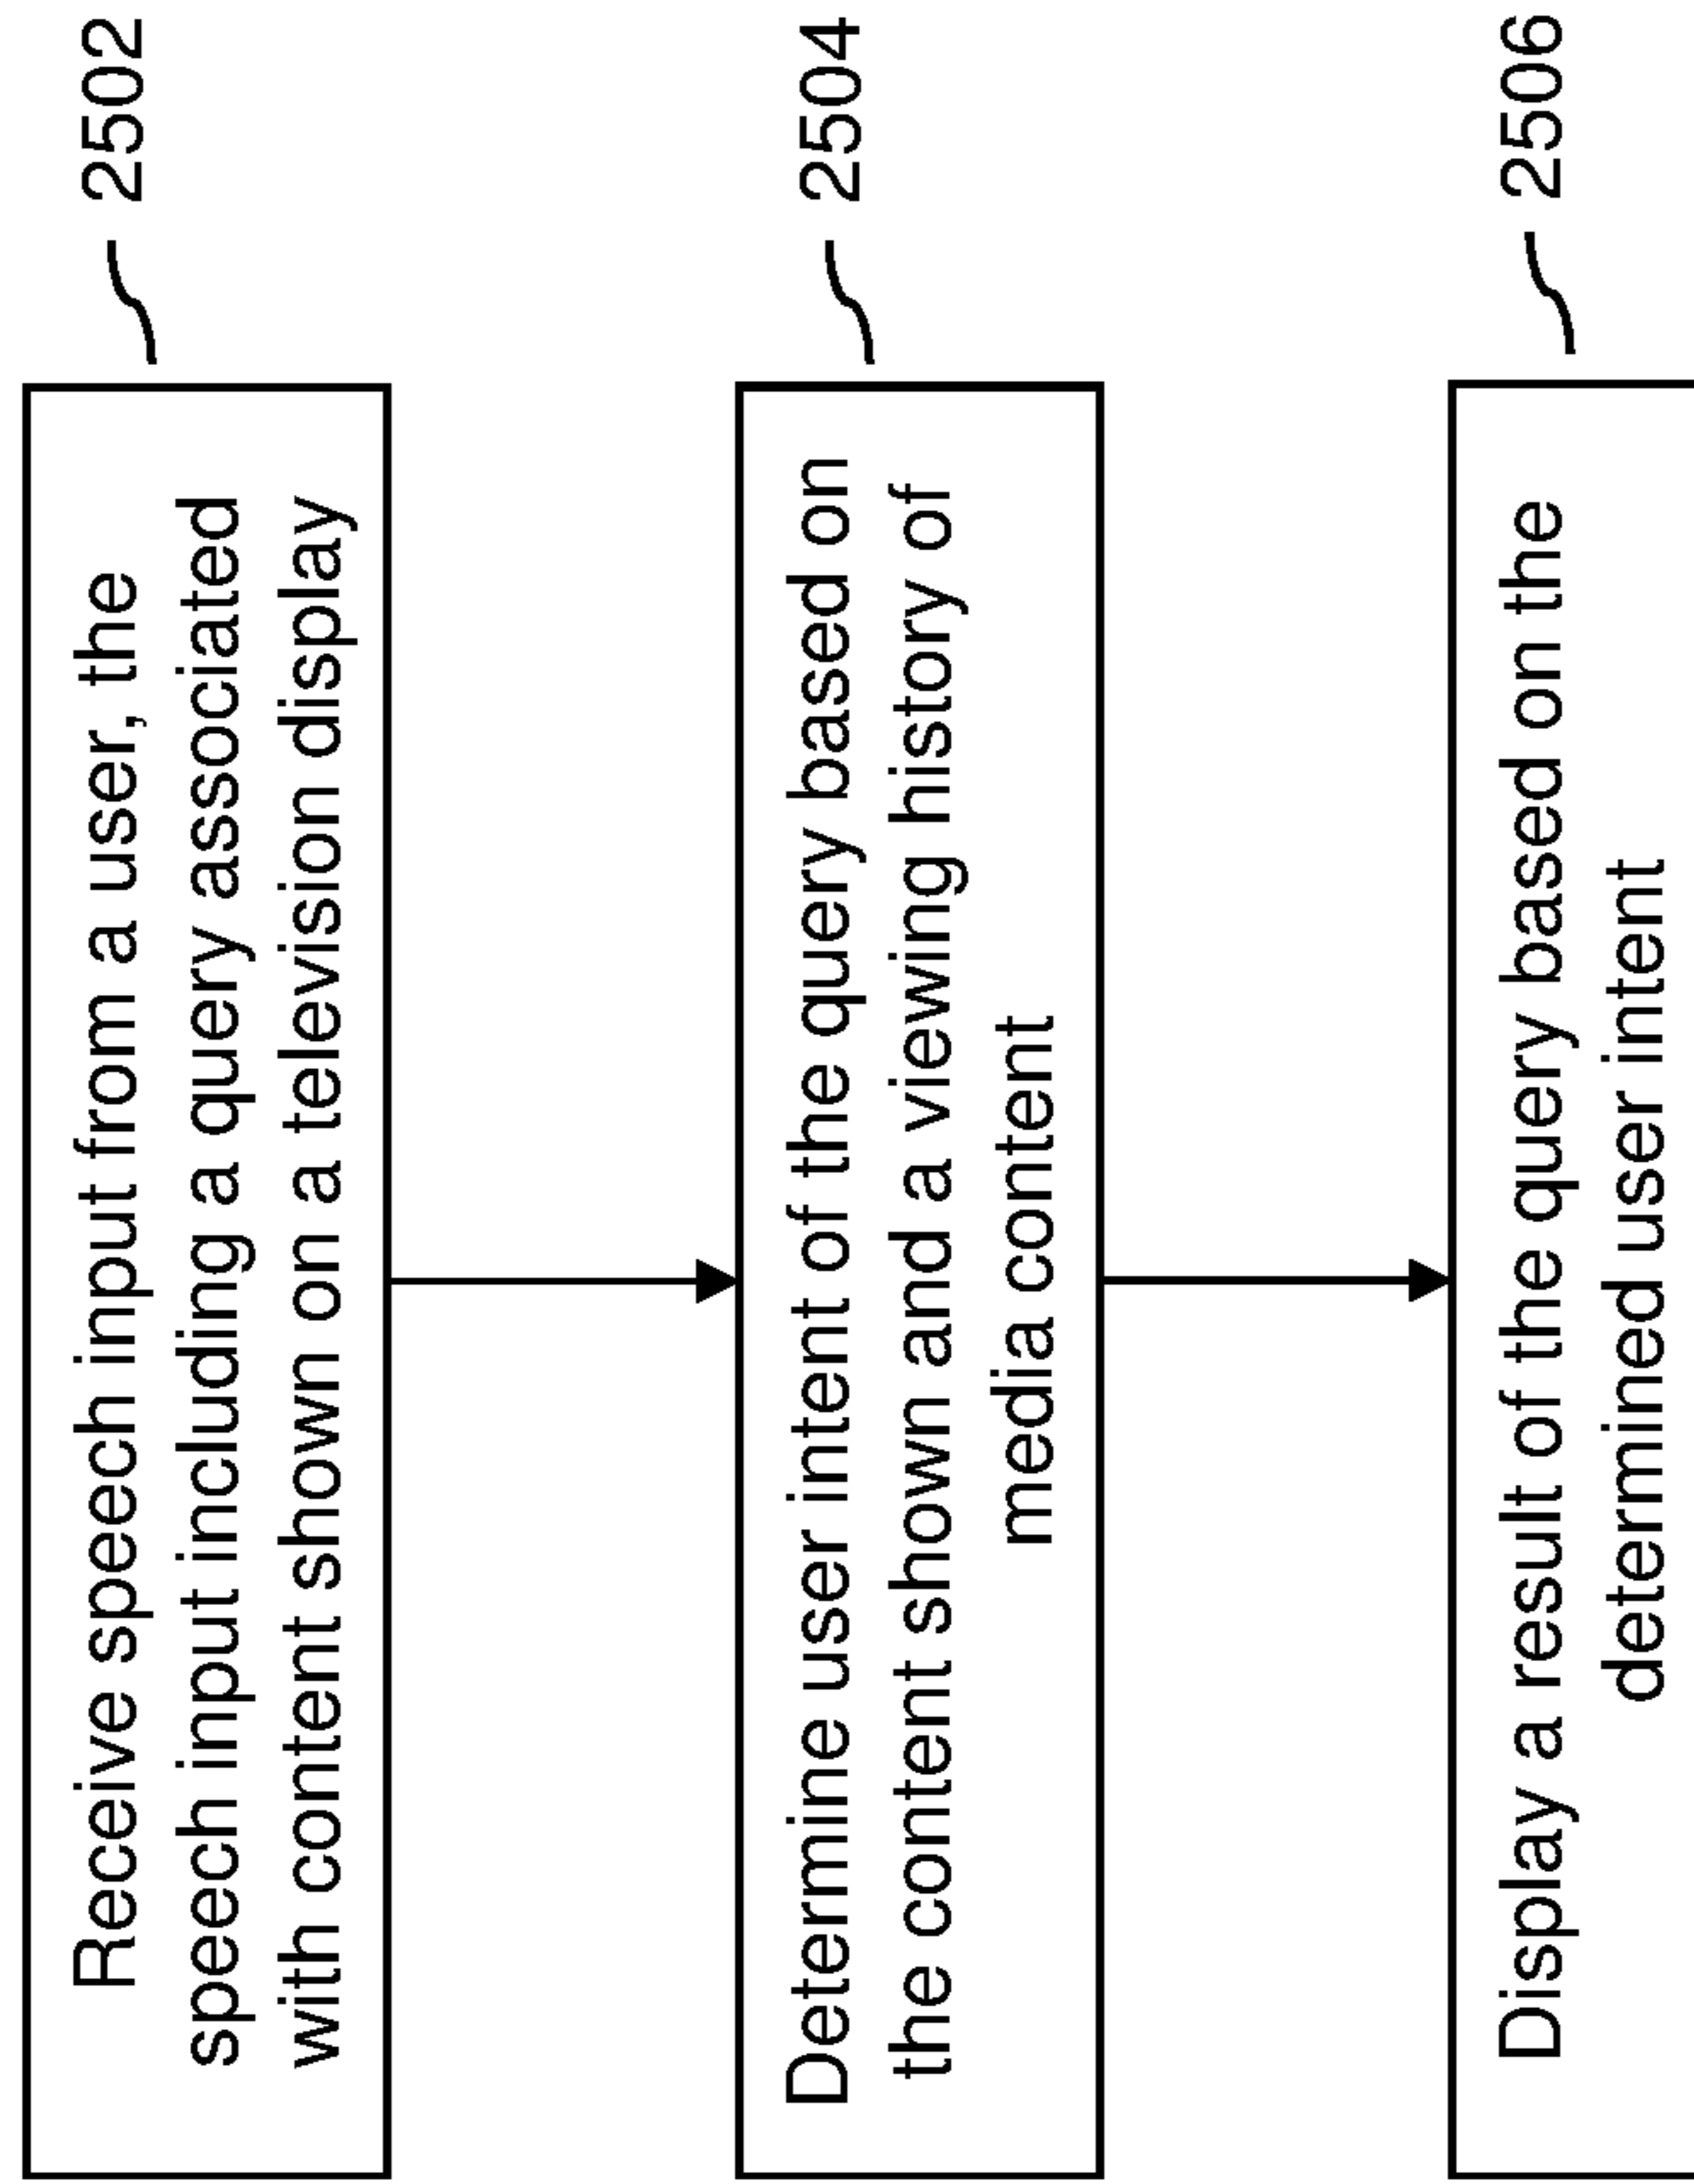 Receive speech input from a user, the
speech input including a query associated
with content shown on a television display
2502
Determine user intent of the query based on
the content shown and a viewing history of
media content
2504
Display a result of the query based on the
determined user intent
2506